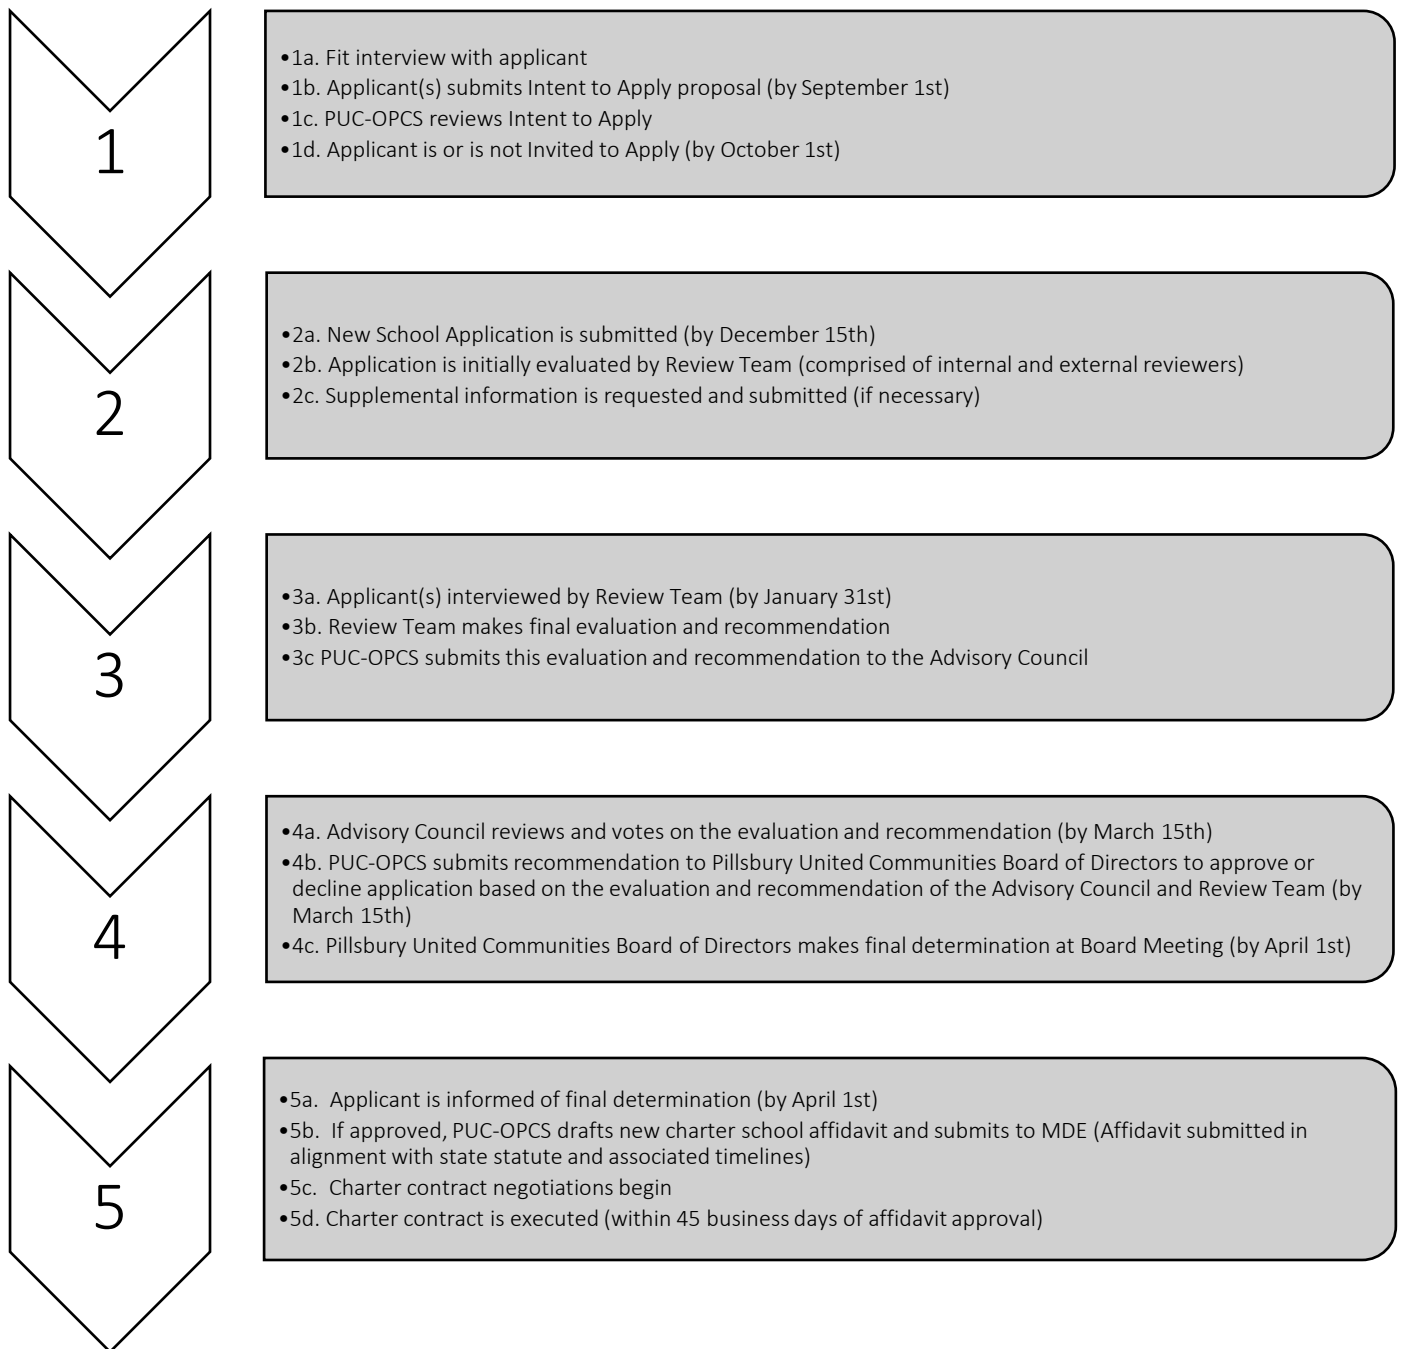 1
•1a. Fit interview with applicant
•1b. Applicant(s) submits Intent to Apply proposal (by September 1st)
•1c. PUC-OPCS reviews Intent to Apply
•1d. Applicant is or is not Invited to Apply (by October 1st)
2
•2a. New School Application is submitted (by December 15th)
•2b. Application is initially evaluated by Review Team (comprised of internal and external reviewers)
•2c. Supplemental information is requested and submitted (if necessary)
3
•3a. Applicant(s) interviewed by Review Team (by January 31st)
•3b. Review Team makes final evaluation and recommendation
•3c PUC-OPCS submits this evaluation and recommendation to the Advisory Council
4
•4a. Advisory Council reviews and votes on the evaluation and recommendation (by March 15th)
•4b. PUC-OPCS submits recommendation to Pillsbury United Communities Board of Directors to approve or
decline application based on the evaluation and recommendation of the Advisory Council and Review Team (by
March 15th)
•4c. Pillsbury United Communities Board of Directors makes final determination at Board Meeting (by April 1st)
5
•5a.  Applicant is informed of final determination (by April 1st)
•5b.  If approved, PUC-OPCS drafts new charter school affidavit and submits to MDE (Affidavit submitted in
alignment with state statute and associated timelines)
•5c.  Charter contract negotiations begin
•5d. Charter contract is executed (within 45 business days of affidavit approval)